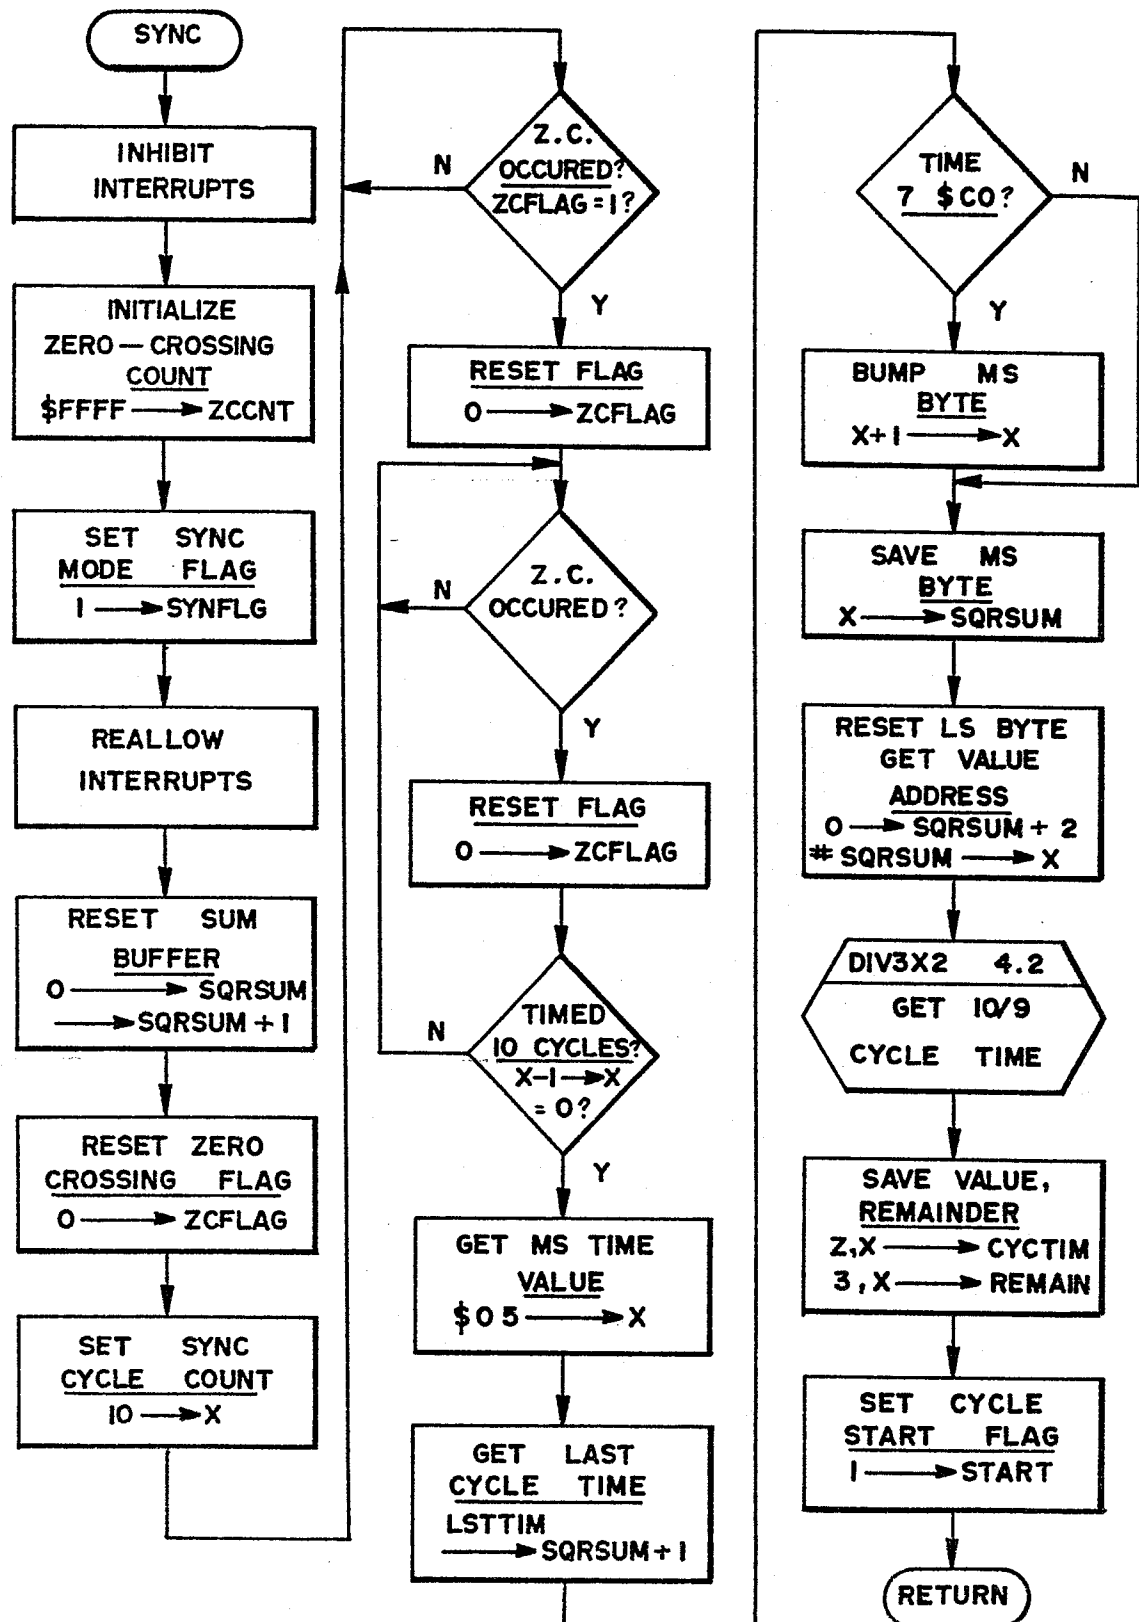 SYNC
INHIBIT
INTERRUPTS
INITIALIZE
ZERO — CROSSING
COUNT
$FFFF → ZCCNT
SET SYNC
MODE FLAG
1 → SYNFLG
REALLOW
INTERRUPTS
RESET SUM
BUFFER
0 → SQRSUM
→ SQRSUM + 1
RESET ZERO
CROSSING FLAG
0 → ZCFLAG
SET SYNC
CYCLE COUNT
10 → X
Z.C.
OCCURED?
ZCFLAG = 1?
N
Y
RESET FLAG
0 → ZCFLAG
Z.C.
OCCURED?
N
Y
RESET FLAG
0 → ZCFLAG
TIMED
10 CYCLES?
X-1 → X
= 0?
N
Y
GET MS TIME
VALUE
$05 → X
GET LAST
CYCLE TIME
LSTTIM
→ SQRSUM + 1
TIME
7 $C0?
N
Y
BUMP MS
BYTE
X+1 → X
SAVE MS
BYTE
X → SQRSUM
RESET LS BYTE
GET VALUE
ADDRESS
0 → SQRSUM + 2
# SQRSUM → X
DIV3X2 4.2
GET 10/9
CYCLE TIME
SAVE VALUE,
REMAINDER
Z,X → CYCTIM
3,X → REMAIN
SET CYCLE
START FLAG
1 → START
RETURN